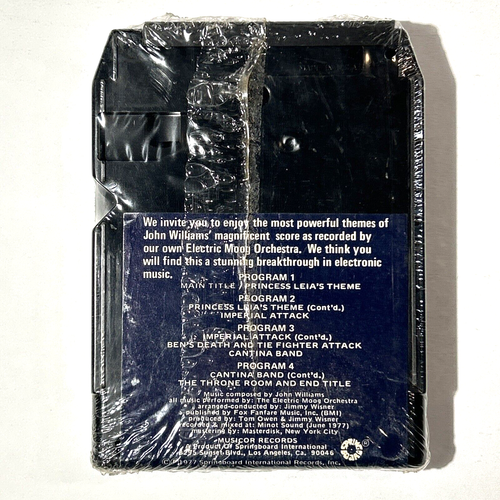 We invite you to enjoy the most powerful themes of
John Williams' magnificent score as recorded by
our own Electric Moog Orchestra. We think you
will find this a stunning breakthrough in electronic
music.
PROGRAM 1
MAIN TITLE / PRINCESS LEIA'S THEME
PROGRAM 2
PRINCESS LEIA'S THEME (Cont'd.)
IMPERIAL ATTACK
PROGRAM 3
IMPERIAL ATTACK (Cont'd.)
BEN'S DEATH AND TIE FIGHTER ATTACK
CANTINA BAND
PROGRAM 4
CANTINA BAND (Cont'd.)
THE THRONE ROOM AND END TITLE
Music composed by John Williams
all music performed by: The Electric Moog Orchestra
arranged-conducted by: Jimmy Wisner
published by Fox Fanfare Music, Inc. (BMI)
produced by: Tom Owen & Jimmy Wisner
recorded & mixed at: Minot Sound (June 1977)
mastering by: Masterdisk, New York City.
MUSICOR RECORDS
A Product Of Springboard International Records
Blvd., Los Angeles, Ca. 90046
1977 Springboard International Records, Inc.